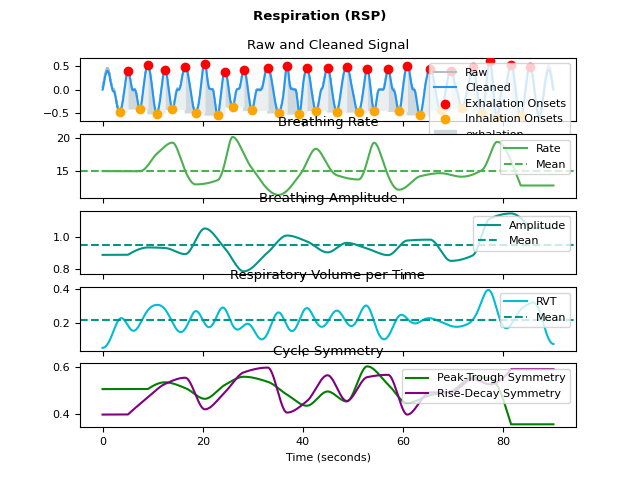 Respiration (RSP)
Raw and Cleaned Signal
0.5
0.0
−0.5
Raw
Cleaned
Exhalation Onsets
Inhalation Onsets
exhalation
Breathing Rate
20
15
Rate
Mean
Breathing Amplitude
1.0
0.8
Amplitude
Mean
Respiratory Volume per Time
0.4
0.2
RVT
Mean
Cycle Symmetry
0.6
0.4
Peak-Trough Symmetry
Rise-Decay Symmetry
0 20 40 60 80
Time (seconds)